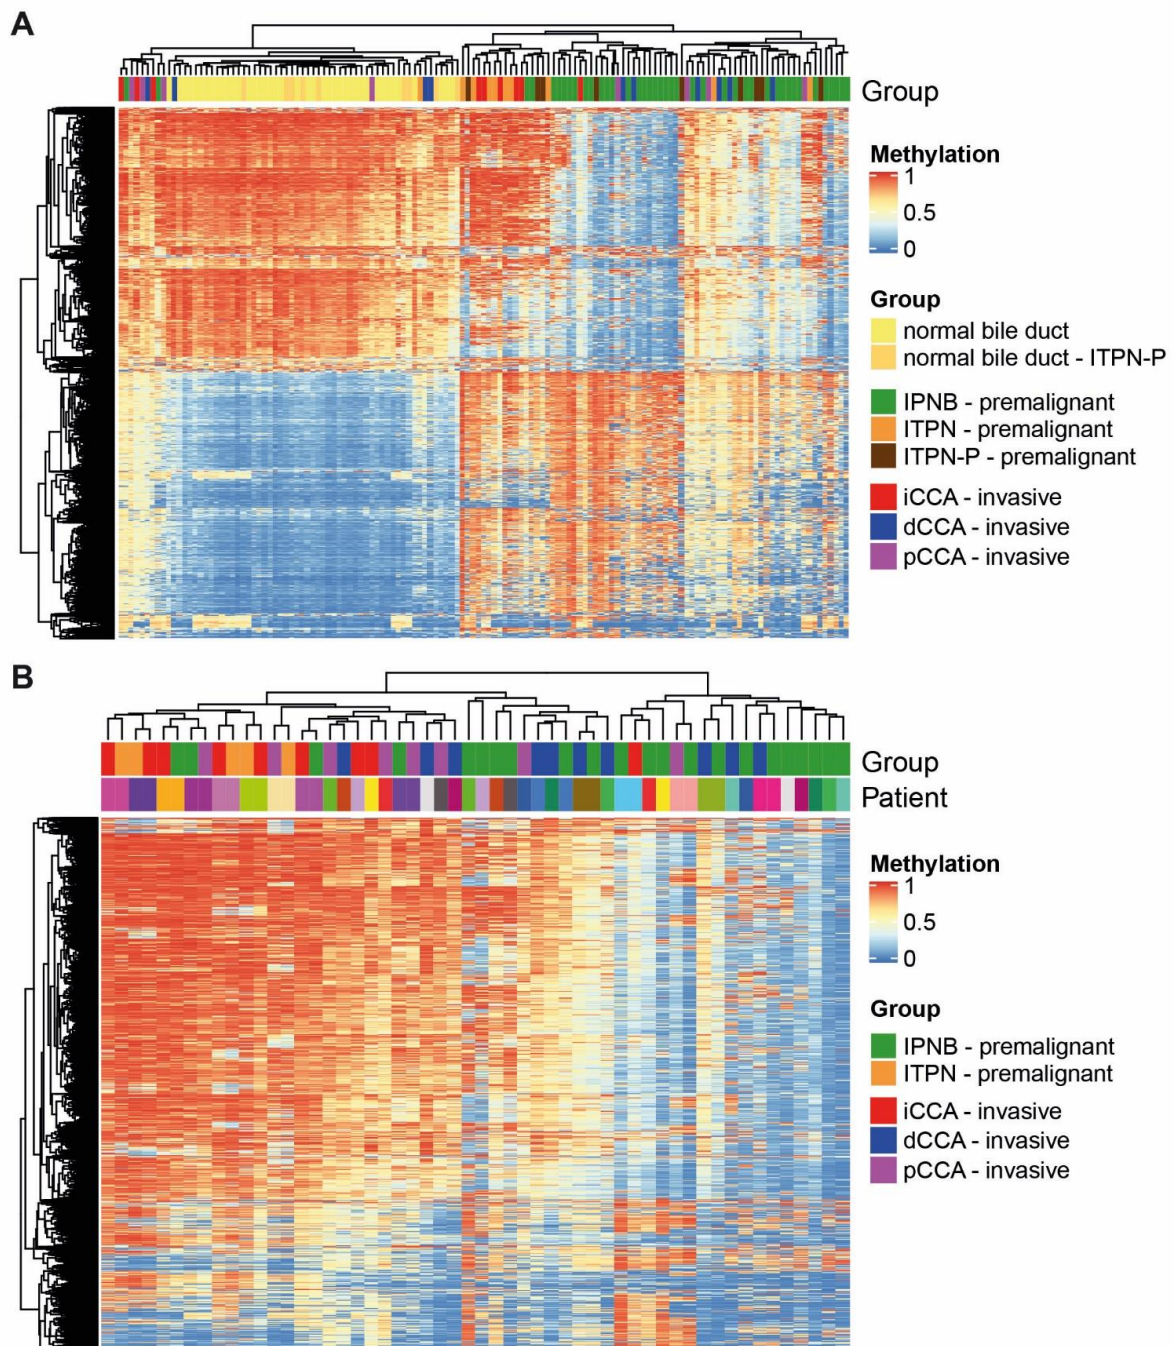 A
Group
Methylation
1
0.5
0
Group
normal bile duct
normal bile duct - ITPN-P
IPNB - premalignant
ITPN - premalignant
ITPN-P - premalignant
iCCA - invasive
dCCA - invasive
pCCA - invasive
B
Group
Patient
Methylation
1
0.5
0
Group
IPNB - premalignant
ITPN - premalignant
iCCA - invasive
dCCA - invasive
pCCA - invasive